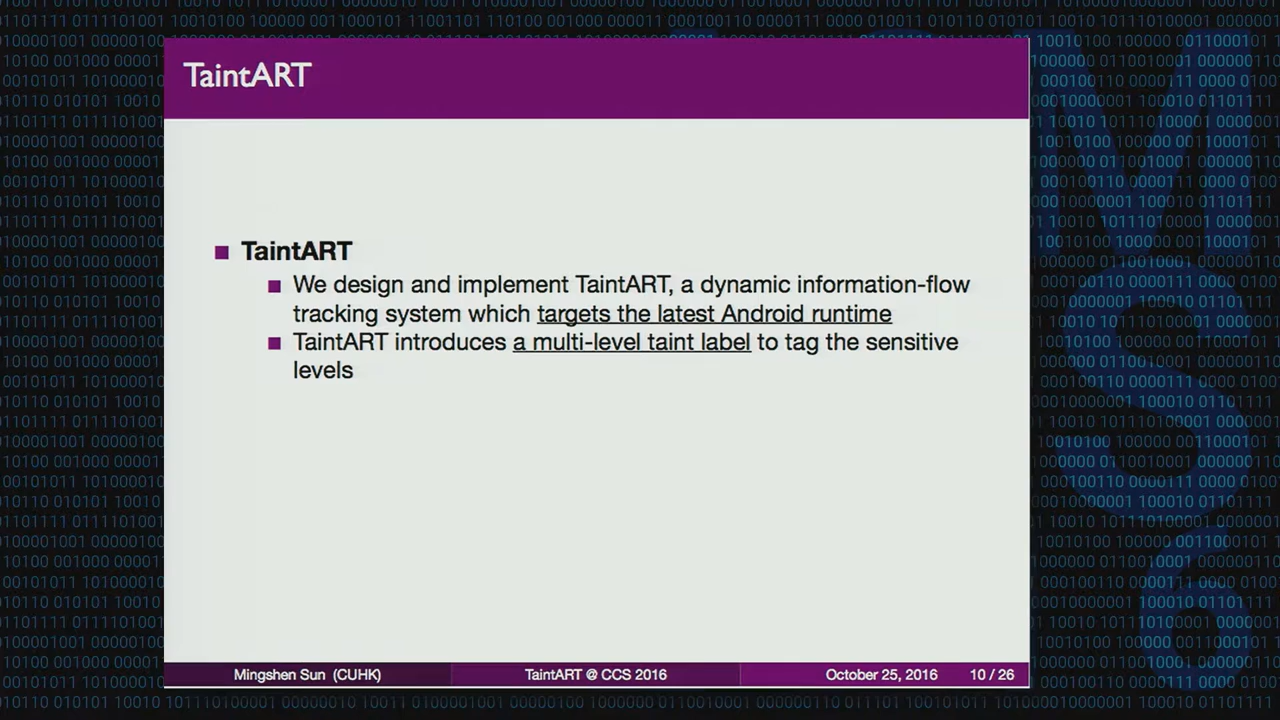 TaintART
TaintART
We design and implement TaintART, a dynamic information-flow
tracking system which targets the latest Android runtime
TaintART introduces a multi-level taint label to tag the sensitive
levels
Mingshen Sun (CUHK) TaintART @ CCS 2016 October 25, 2016 10 / 26